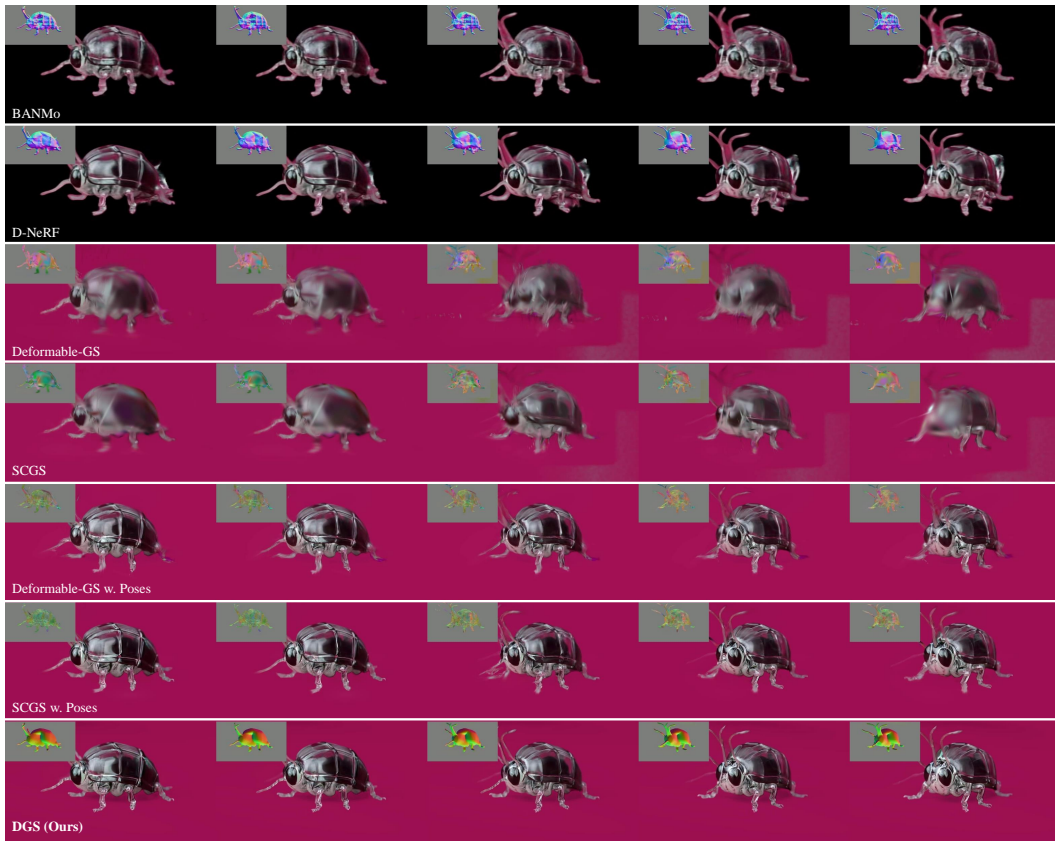 BANMo
D-NeRF
Deformable-GS
SCGS
Deformable-GS w. Poses
SCGS w. Poses
DGS (Ours)